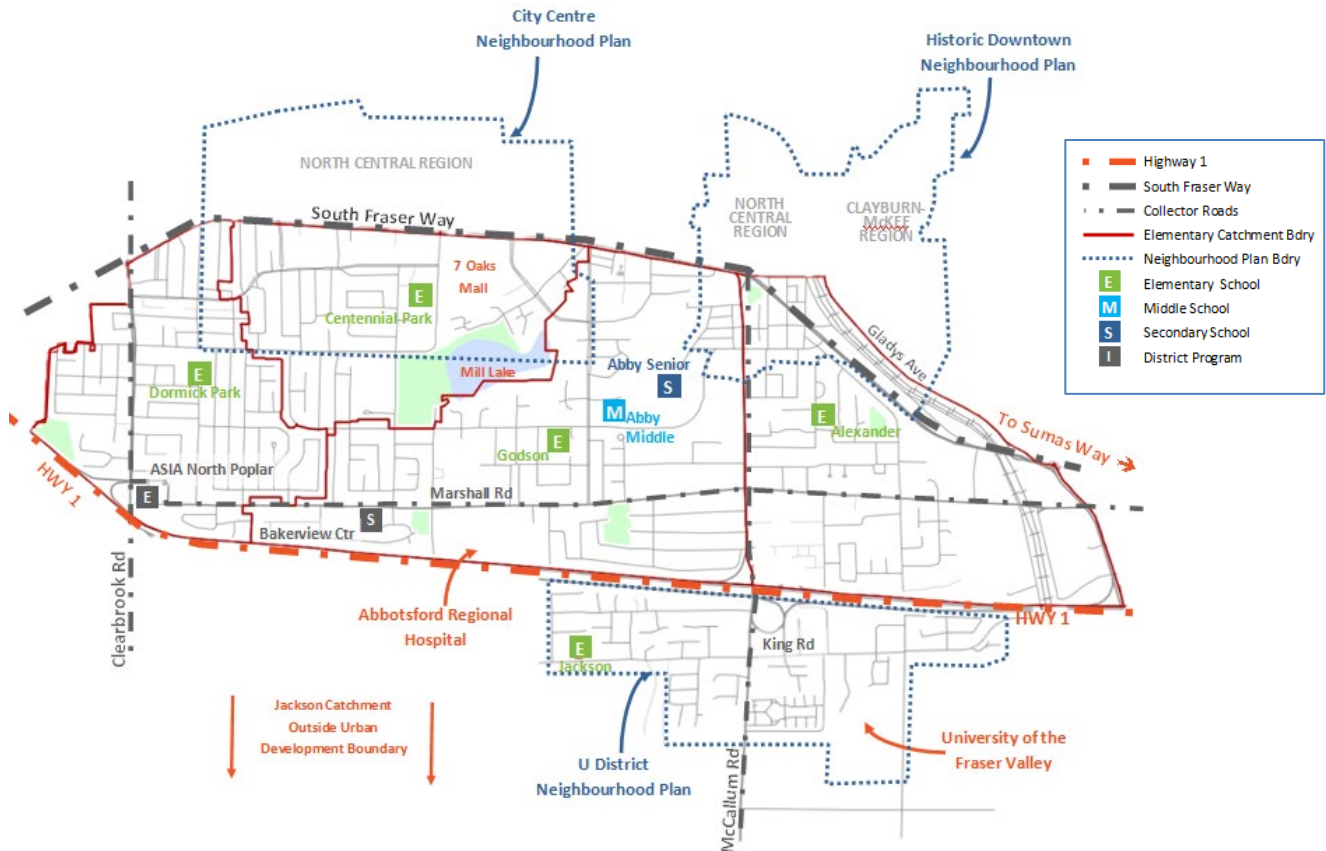 City Centre
Neighbourhood Plan
Historic Downtown
Neighbourhood Plan
NORTH CENTRAL REGION
South Fraser Way
NORTH
CENTRAL
REGION
CLAYBURN-
McKEE
REGION
Highway 1
South Fraser Way
Collector Roads
Elementary Catchment Bdry
Neighbourhood Plan Bdry
E
Elementary School
M
Middle School
S
Secondary School
I
District Program
7 Oaks
Mall
E
Centennial Park
Gladys Ave
E
Dormick Park
Mill Lake
Abby Senior
S
M
Abby
Middle
E
Alexander
To Sumas Way
E
Godson
HWY 1
ASIA North Poplar
E
Marshall Rd
Bakerview Ctr
S
Clearbrook Rd
Abbotsford Regional
Hospital
HWY 1
King Rd
E
Jackson
Jackson Catchment
Outside Urban
Development Boundary
U District
Neighbourhood Plan
McCallum Rd
University of the
Fraser Valley